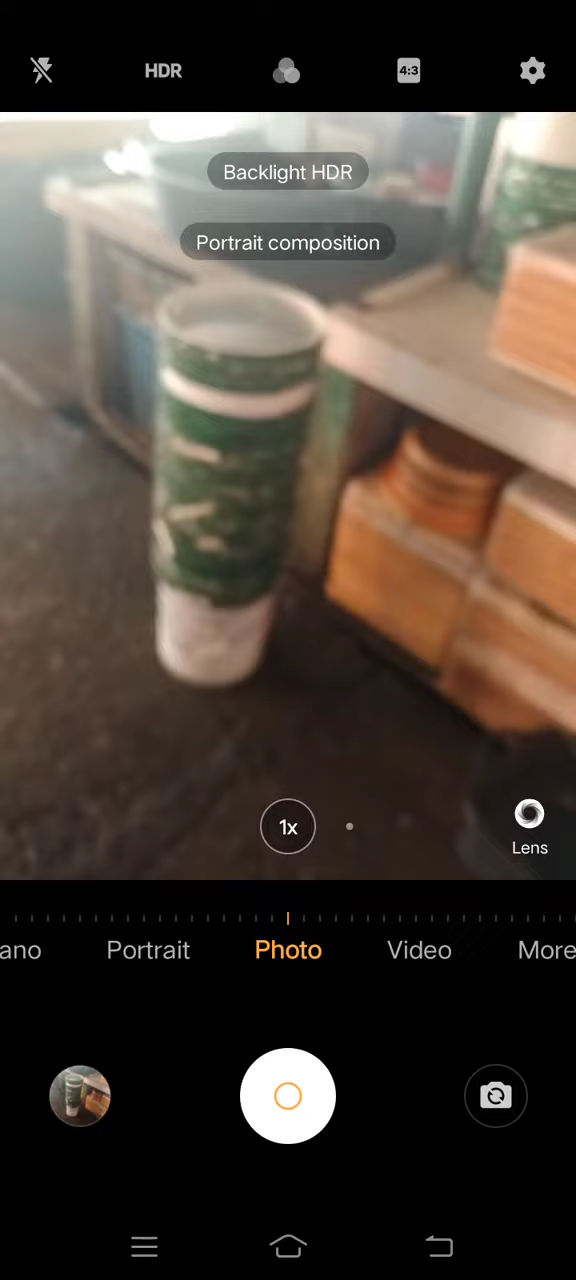 HDR
4:3
Backlight HDR
Portrait composition
1x
Lens
ano Portrait Photo Video More